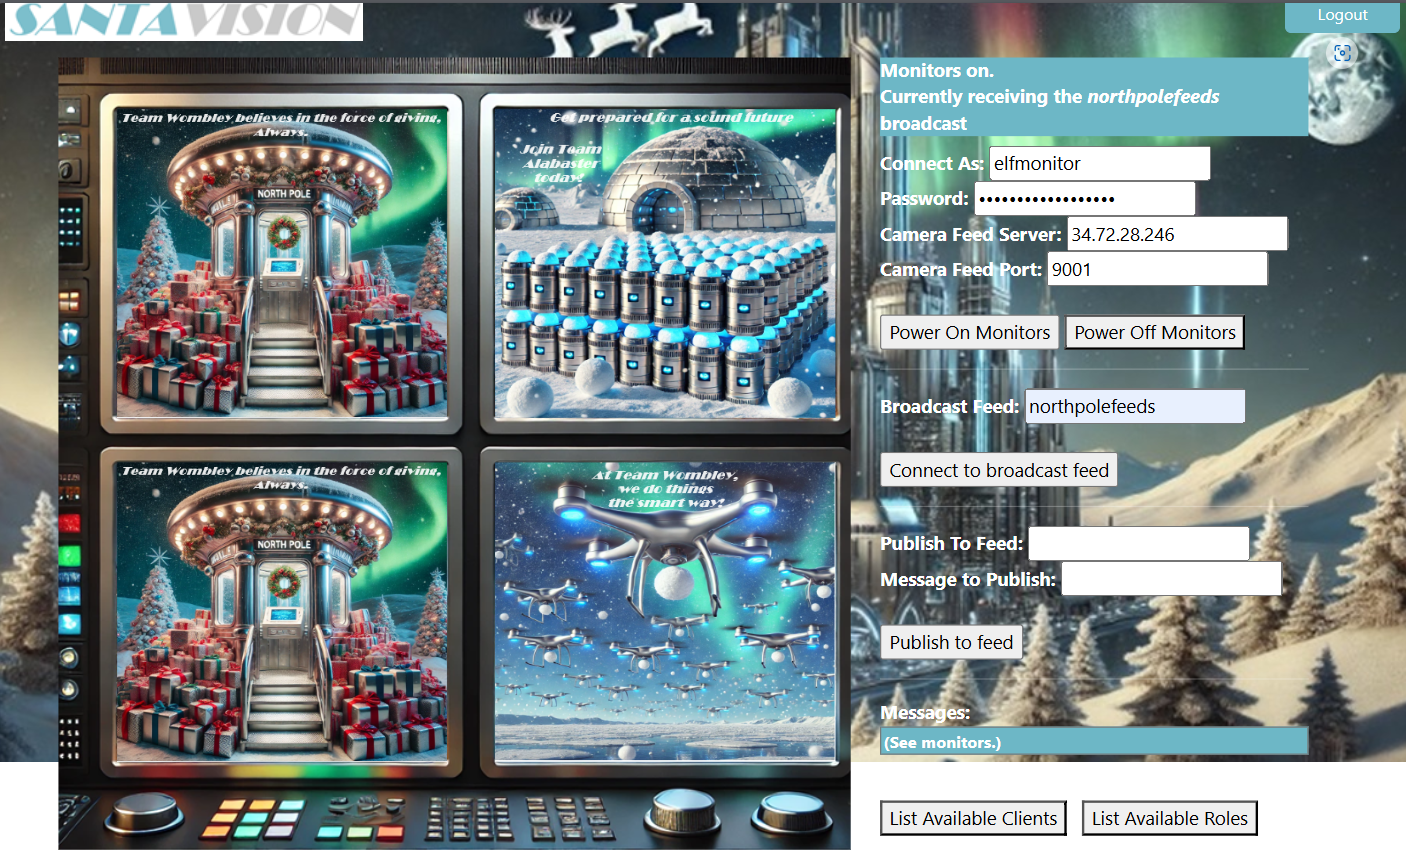 SANTAVISION
Logout
Team Wombley believes in the force of giving,
Always.
NORTH POLE
Get prepared for a sound future
Join Team
Alabaster
today!
Team Wombley believes in the force of giving,
Always.
NORTH POLE
At Team Wombley,
we do things
the smart way!
Monitors on.
Currently receiving the northpolefeeds
broadcast
Connect As: elfmonitor
Password: ••••••••••••••••••
Camera Feed Server: 34.72.28.246
Camera Feed Port: 9001
Power On Monitors Power Off Monitors
Broadcast Feed: northpolefeeds
Connect to broadcast feed
Publish To Feed:
Message to Publish:
Publish to feed
Messages:
(See monitors.)
List Available Clients List Available Roles